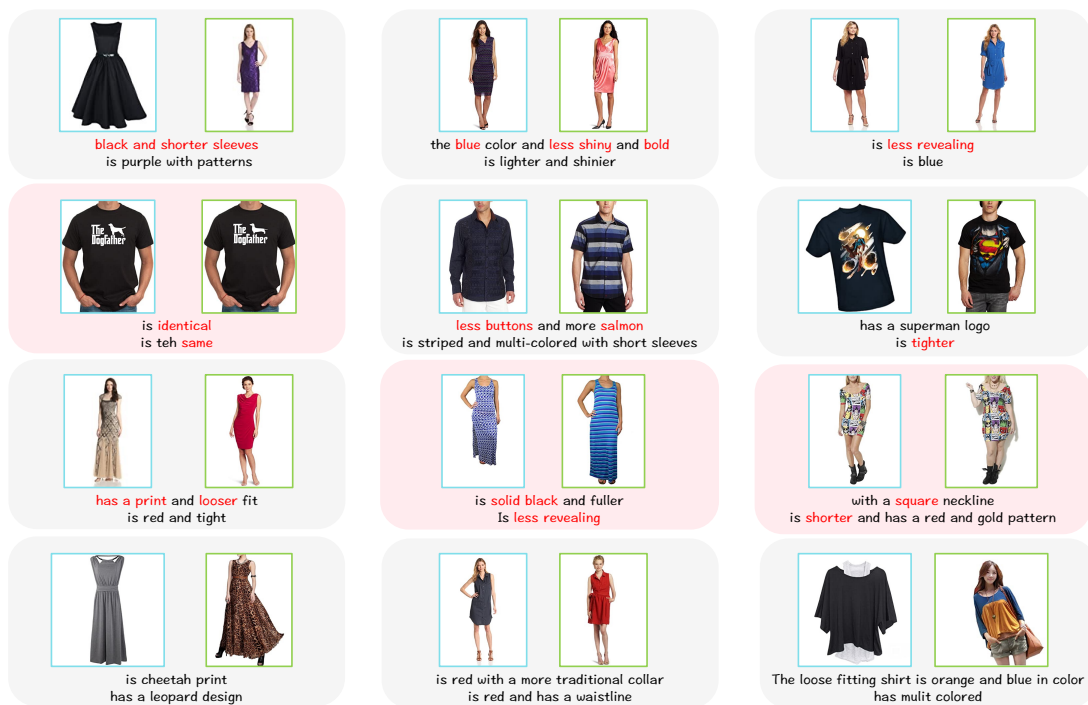 black and shorter sleeves
is purple with patterns
the blue color and less shiny and bold
is lighter and shinier
is less revealing
is blue
The
Dogfather
The
Dogfather
is identical
is teh same
less buttons and more salmon
is striped and multi-colored with short sleeves
has a superman logo
is tighter
has a print and looser fit
is red and tight
is solid black and fuller
Is less revealing
with a square neckline
is shorter and has a red and gold pattern
is cheetah print
has a leopard design
is red with a more traditional collar
is red and has a waistline
The loose fitting shirt is orange and blue in color
has mulit colored